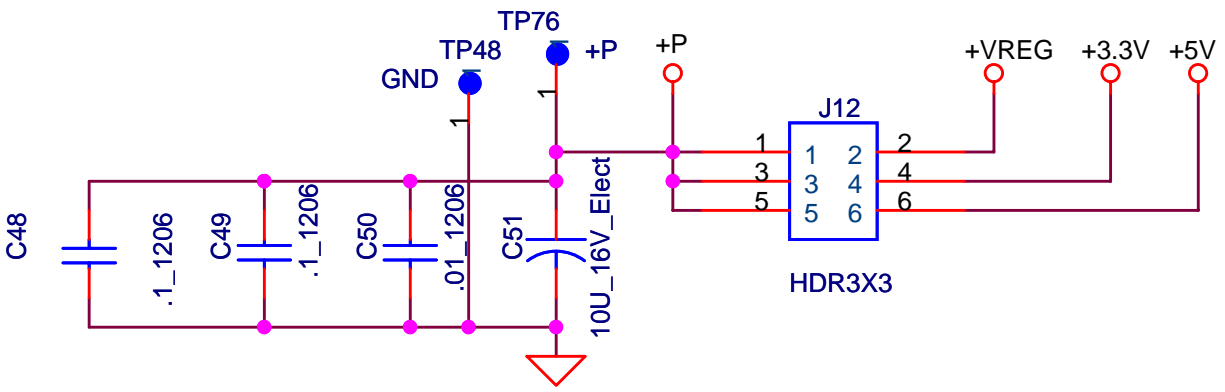 TP76
TP48
+P
+P
+VREG
+3.3V
+5V
GND
1
1
J12
1
1
2
2
3
3
4
4
5
5
6
6
HDR3X3
C48
.1_1206
C49
.1_1206
C50
.01_1206
C51
10U_16V_Elect